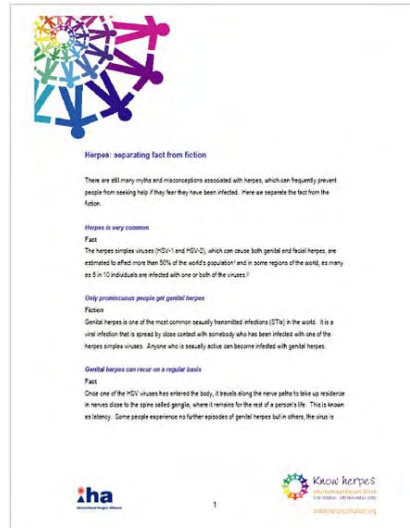 Herpes: separating fact from fiction
There are still many myths and misconceptions associated with herpes, which can frequently prevent
people from seeking help if they fear they have been infected. Here we separate the fact from the
fiction.
Herpes is very common
Fact
The herpes simplex viruses (HSV-1 and HSV-2), which can cause both genital and facial herpes, are
estimated to affect more than 50% of the world's population¹ and in some regions of the world, as many
as 8 in 10 individuals are infected with one or both of the viruses.²
Only promiscuous people get genital herpes
Fiction
Genital herpes is one of the most common sexually transmitted infections (STIs) in the world. It is a
viral infection that is spread by close contact with somebody who has been infected with one of the
herpes simplex viruses. Anyone who is sexually active can become infected with genital herpes.
Genital herpes can recur on a regular basis
Fact
Once one of the HSV viruses has entered the body, it travels along the nerve paths to take up residence
in nerves close to the spine called ganglia, where it remains for the rest of a person's life. This is known
as latency. Some people experience no further episodes of genital herpes but in others, the virus is
iha
International Herpes Alliance
1
Know herpes
International Herpes Week